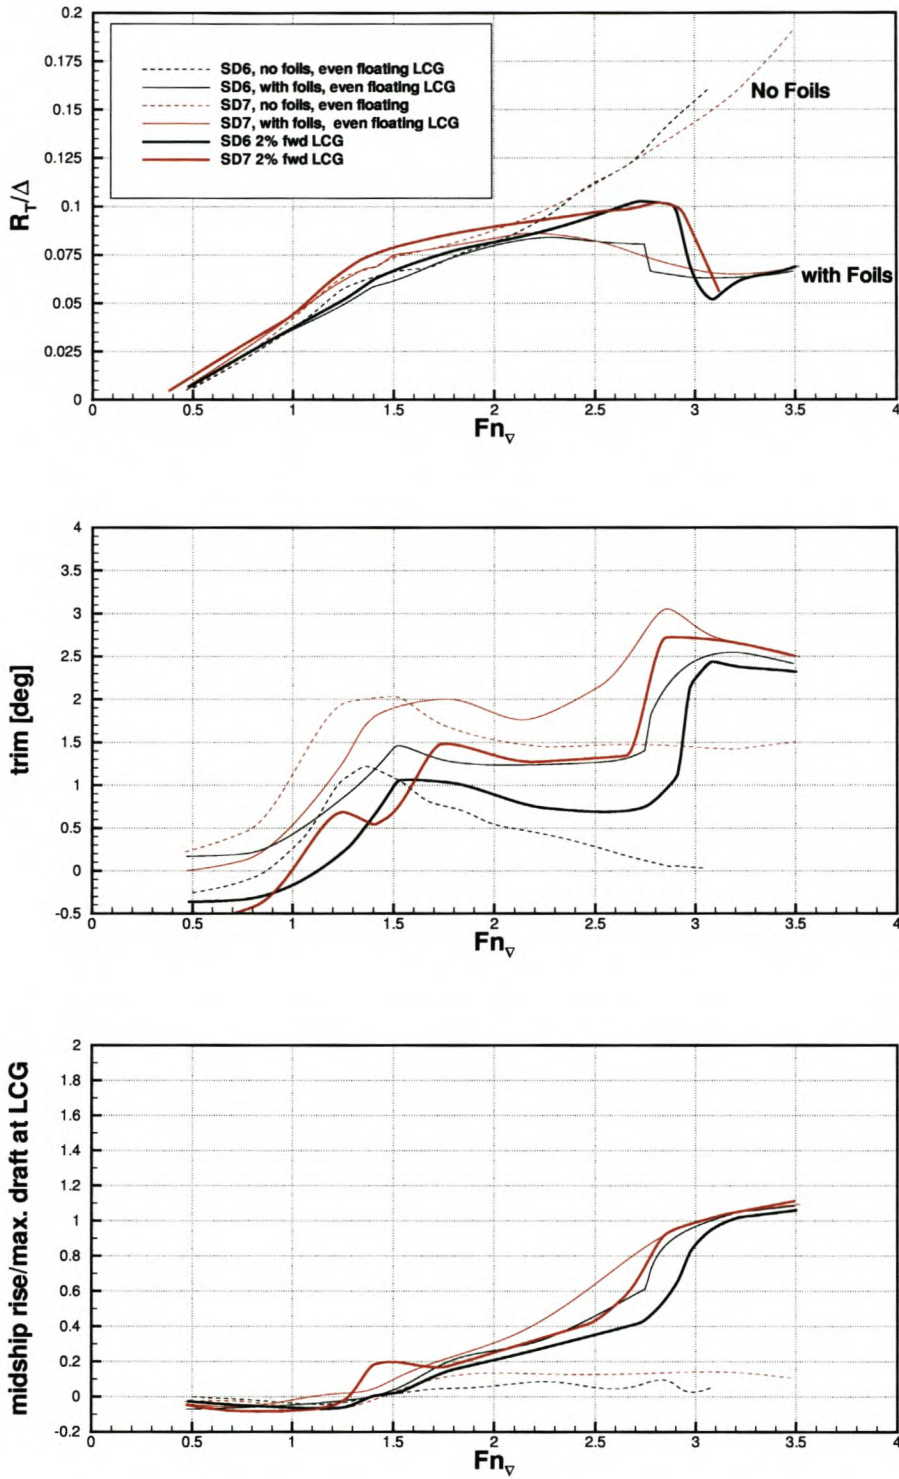 0.2
0.175
0.15
0.125
0.1
0.075
0.05
0.025
0
R_T/Δ
SD6, no foils, even floating LCG
SD6, with foils, even floating LCG
SD7, no foils, even floating
SD7, with foils, even floating LCG
SD6 2% fwd LCG
SD7 2% fwd LCG
No Foils
with Foils
0 0.5 1 1.5 2 2.5 3 3.5 4
Fn_∇
4
3.5
3
2.5
2
1.5
1
0.5
0
-0.5
trim [deg]
0 0.5 1 1.5 2 2.5 3 3.5 4
Fn_∇
2
1.8
1.6
1.4
1.2
1
0.8
0.6
0.4
0.2
0
-0.2
midship rise/max. draft at LCG
0 0.5 1 1.5 2 2.5 3 3.5 4
Fn_∇